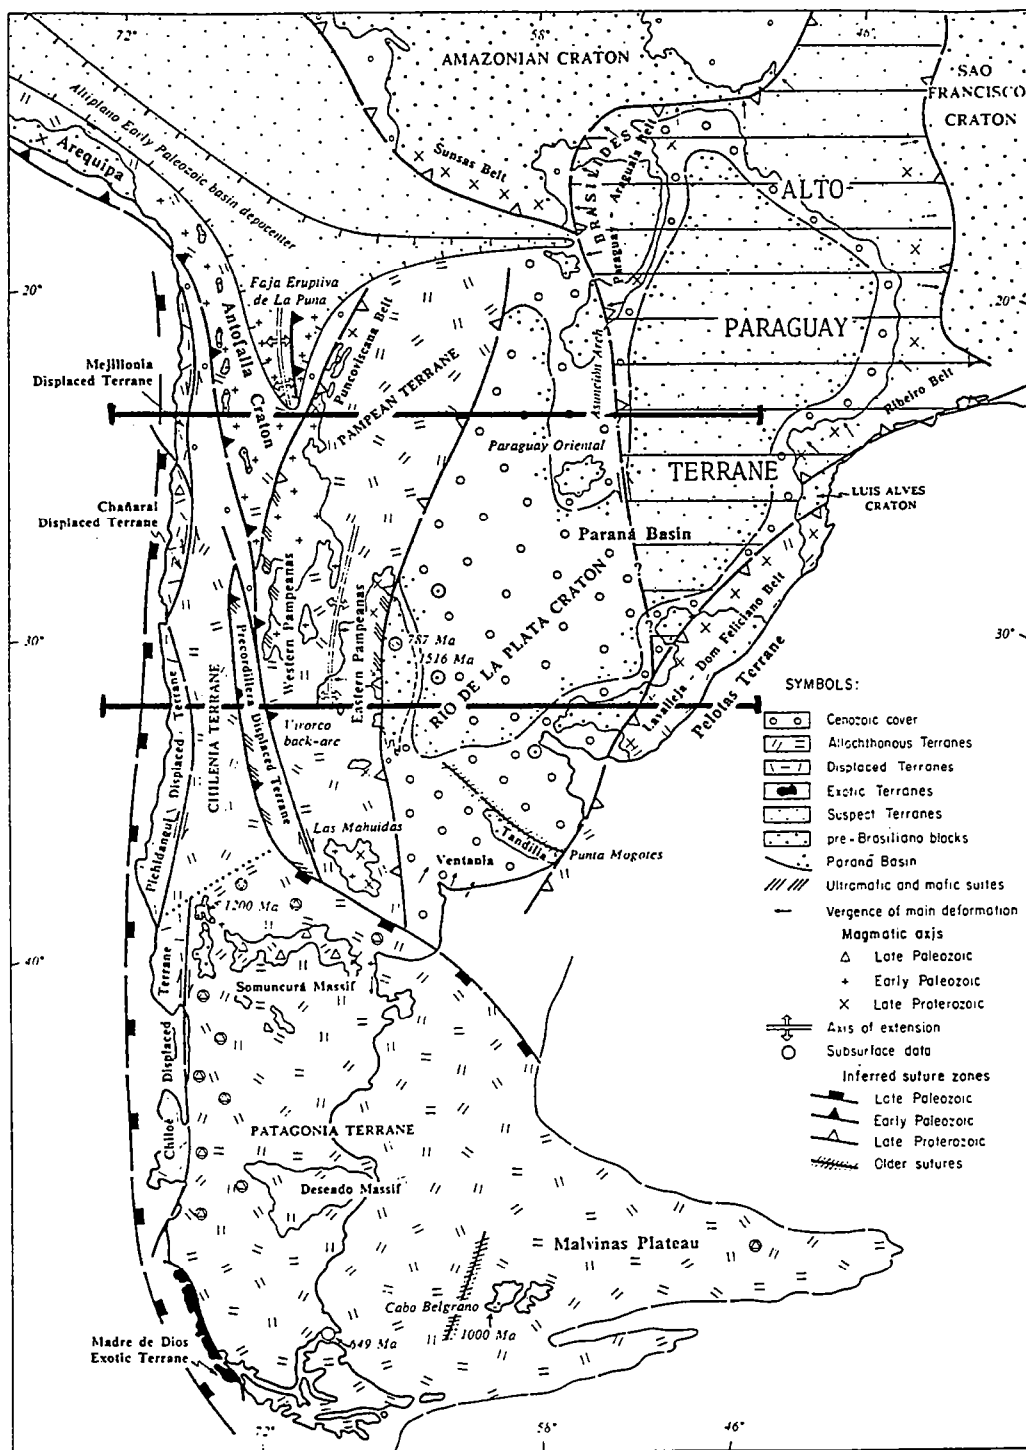 72°
58°
46°
AMAZONIAN CRATON
SAO
FRANCISCO
CRATON
Altiplano Early Paleozoic basin depocenter
Arequipa
Sunsas Belt
BRASILIDES
Paraguay - Araguaia belt
ALTO
PARAGUAY
TERRANE
20°
20°
Faja Eruptiva
de La Puna
Antofalla
Craton
Puncoviscana Belt
Mejillonia
Displaced Terrane
PAMPEAN TERRANE
Asunción Arch
Ribeiro Belt
Paraguay Oriental
LUIS ALVES
CRATON
Chañaral
Displaced Terrane
Paraná Basin
RIO DE LA PLATA CRATON
?
?
30°
30°
Western Pampeanas
Eastern Pampeanas
787 Ma
1516 Ma
Lavalleja - Dom Feliciano Belt
Pelotas Terrane
CHILENIA TERRANE
Precordillera Displaced Terrane
Pichidangui Displaced Terrane
Vivorco
back-arc
Las Mahuidas
Ventania
Tandilia
Punta Mogotes
1200 Ma
40°
Somuncurá Massif
Chiloé Displaced Terrane
PATAGONIA TERRANE
Deseado Massif
Malvinas Plateau
Cabo Belgrano
1000 Ma
549 Ma
Madre de Dios
Exotic Terrane
72°
56°
46°
SYMBOLS:
Cenozoic cover
Allochthonous Terranes
Displaced Terranes
Exotic Terranes
Suspect Terranes
pre-Brasiliano blocks
Paraná Basin
Ultramafic and mafic suites
Vergence of main deformation
Magmatic axis
Late Paleozoic
Early Paleozoic
Late Proterozoic
Axis of extension
Subsurface data
Inferred suture zones
Late Paleozoic
Early Paleozoic
Late Proterozoic
Older sutures